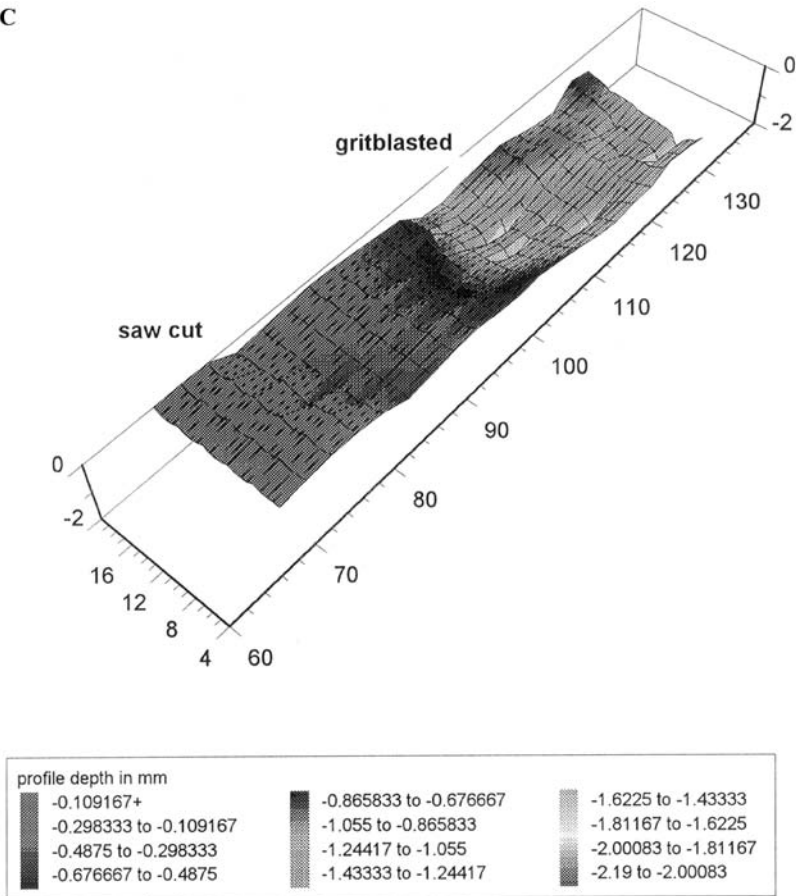 C
gritblasted
saw cut
0
-2
130
120
110
100
90
80
70
60
0
-2
16
12
8
4
profile depth in mm
-0.109167+
-0.298333 to -0.109167
-0.4875 to -0.298333
-0.676667 to -0.4875
-0.865833 to -0.676667
-1.055 to -0.865833
-1.24417 to -1.055
-1.43333 to -1.24417
-1.6225 to -1.43333
-1.81167 to -1.6225
-2.00083 to -1.81167
-2.19 to -2.00083